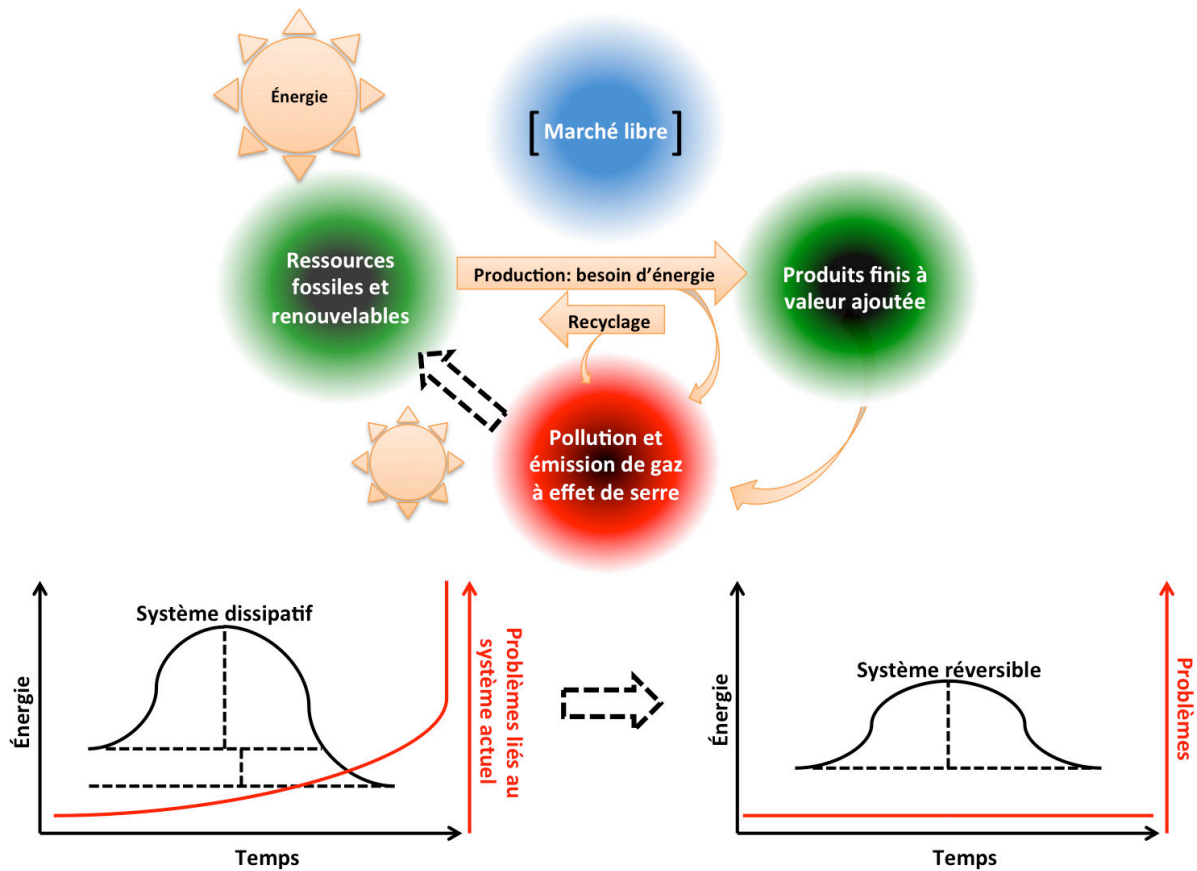 Énergie
[ Marché libre ]
Ressources
fossiles et
renouvelables
Production: besoin d'énergie
Produits finis à
valeur ajoutée
Recyclage
Pollution et
émission de gaz
à effet de serre
Système dissipatif
Énergie
Problèmes liés au
système actuel
Temps
Système réversible
Énergie
Problèmes
Temps